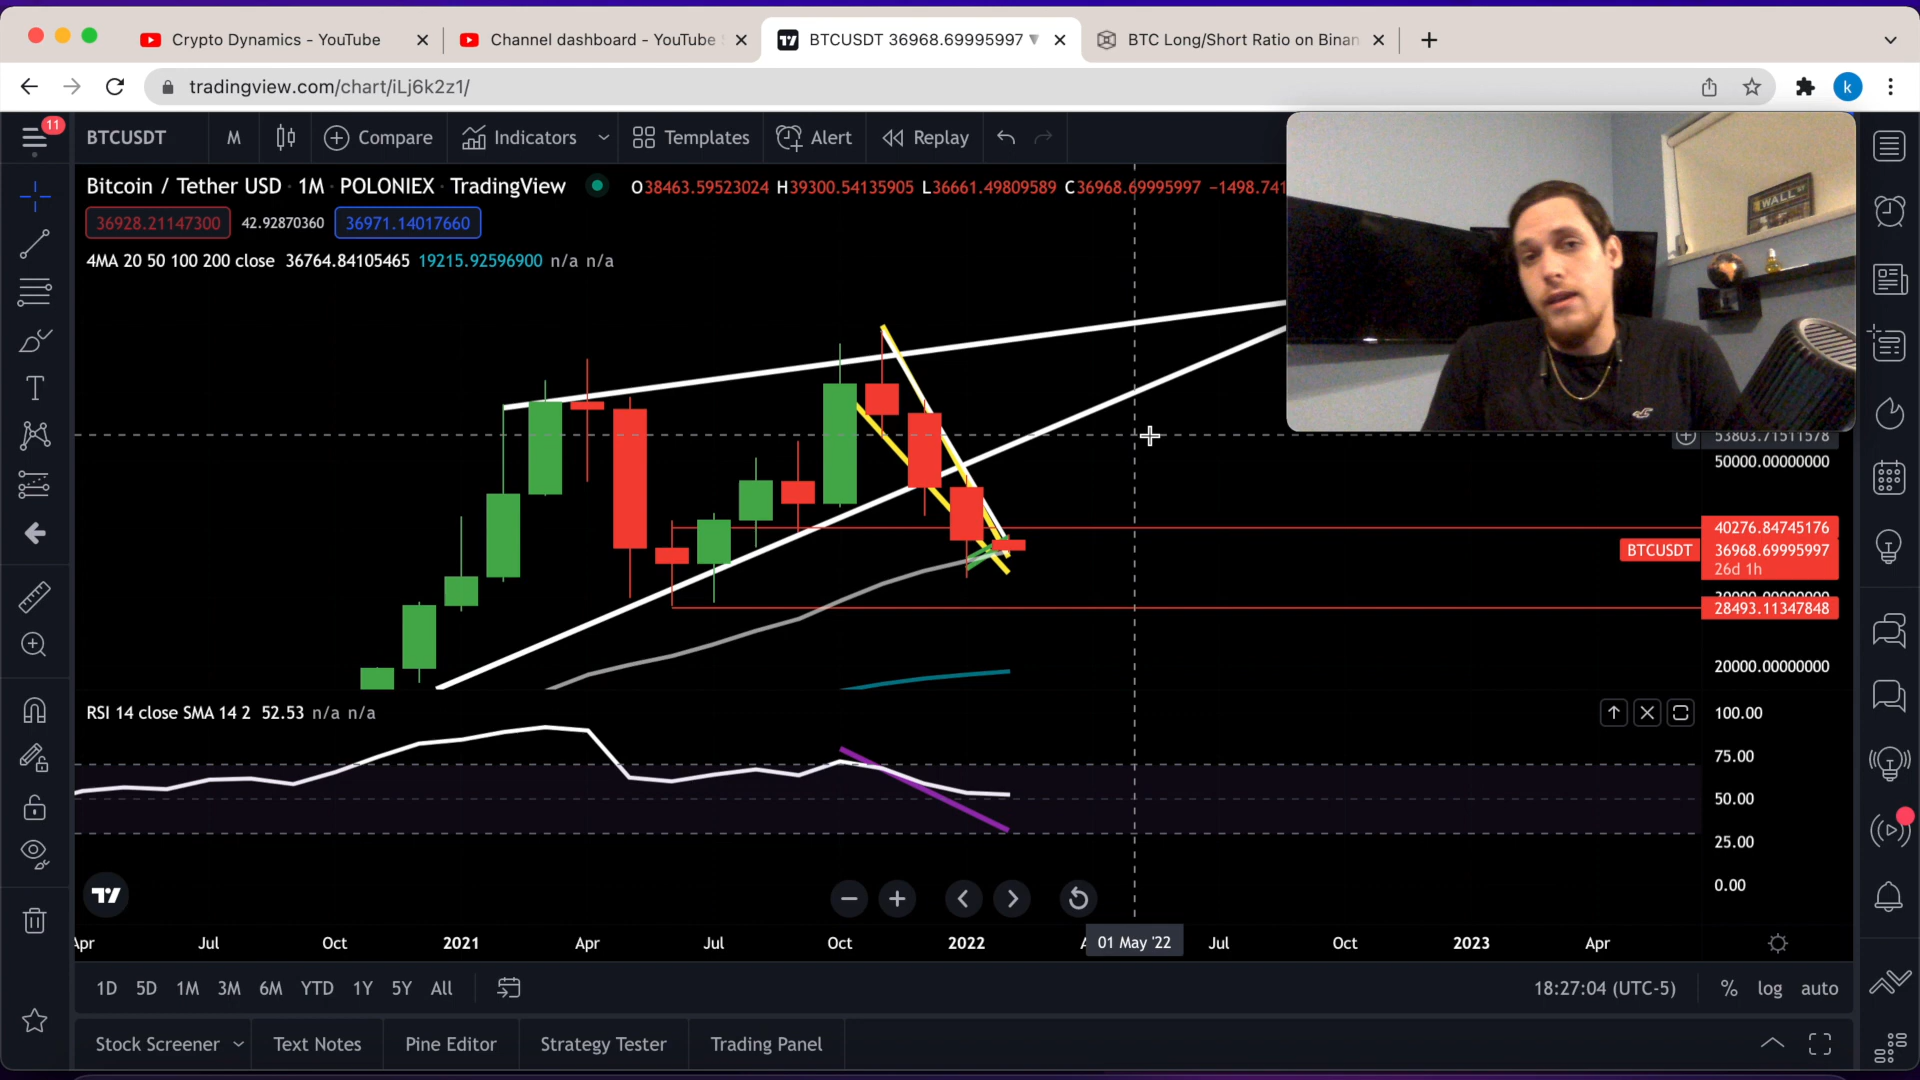 Crypto Dynamics - YouTube
Channel dashboard - YouTube
BTCUSDT 36968.69995997
BTC Long/Short Ratio on Binan
tradingview.com/chart/iLj6k2z1/
k
11
BTCUSDT M Compare Indicators Templates Alert Replay
Bitcoin / Tether USD · 1M · POLONIEX · TradingView O38463.59523024 H39300.54135905 L36661.49809589 C36968.69995997 −1498.741
36928.21147300 42.92870360 36971.14017660
4MA 20 50 100 200 close 36764.84105465 19215.92596900 n/a n/a
WALL
53803.71511578
50000.00000000
40276.84745176
BTCUSDT 36968.69995997
26d 1h
28493.11347848
20000.00000000
RSI 14 close SMA 14 2 52.53 n/a n/a
100.00
75.00
50.00
25.00
0.00
Apr Jul Oct 2021 Apr Jul Oct 2022 01 May '22 Jul Oct 2023 Apr
1D 5D 1M 3M 6M YTD 1Y 5Y All 18:27:04 (UTC-5) % log auto
Stock Screener Text Notes Pine Editor Strategy Tester Trading Panel